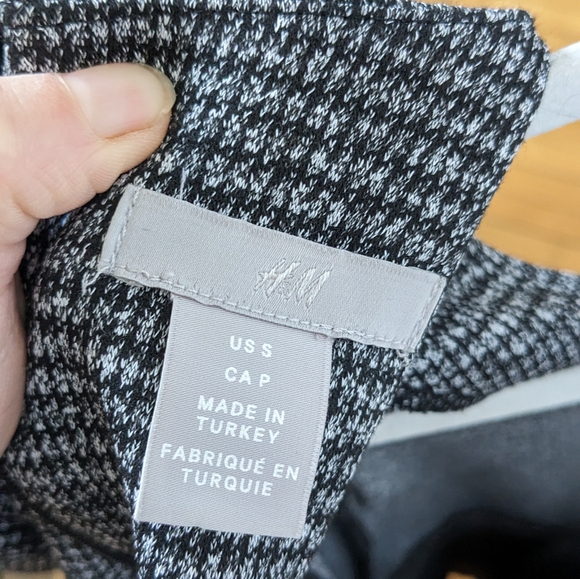 H&M
US S
CA P
MADE IN
TURKEY
FABRIQUÉ EN
TURQUIE